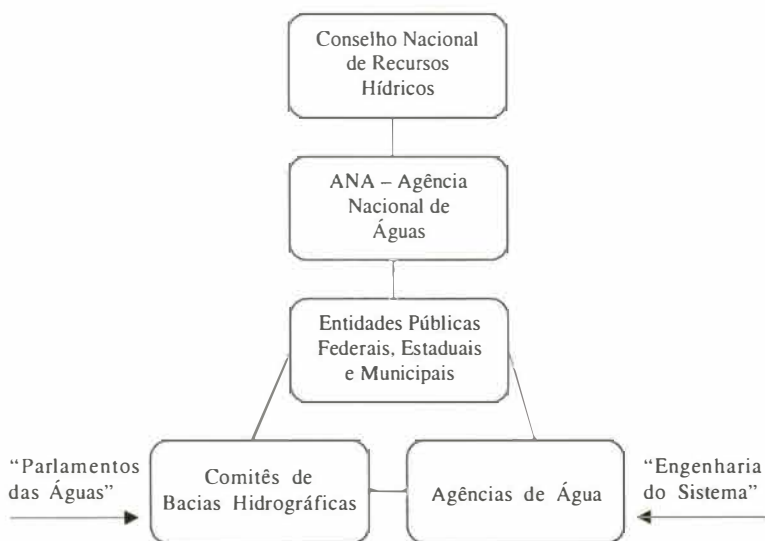 Conselho Nacional
de Recursos
Hídricos
ANA – Agência
Nacional de
Águas
Entidades Públicas
Federais, Estaduais
e Municipais
“Parlamentos
das Águas”
Comitês de
Bacias Hidrográficas
Agências de Água
“Engenharia
do Sistema”